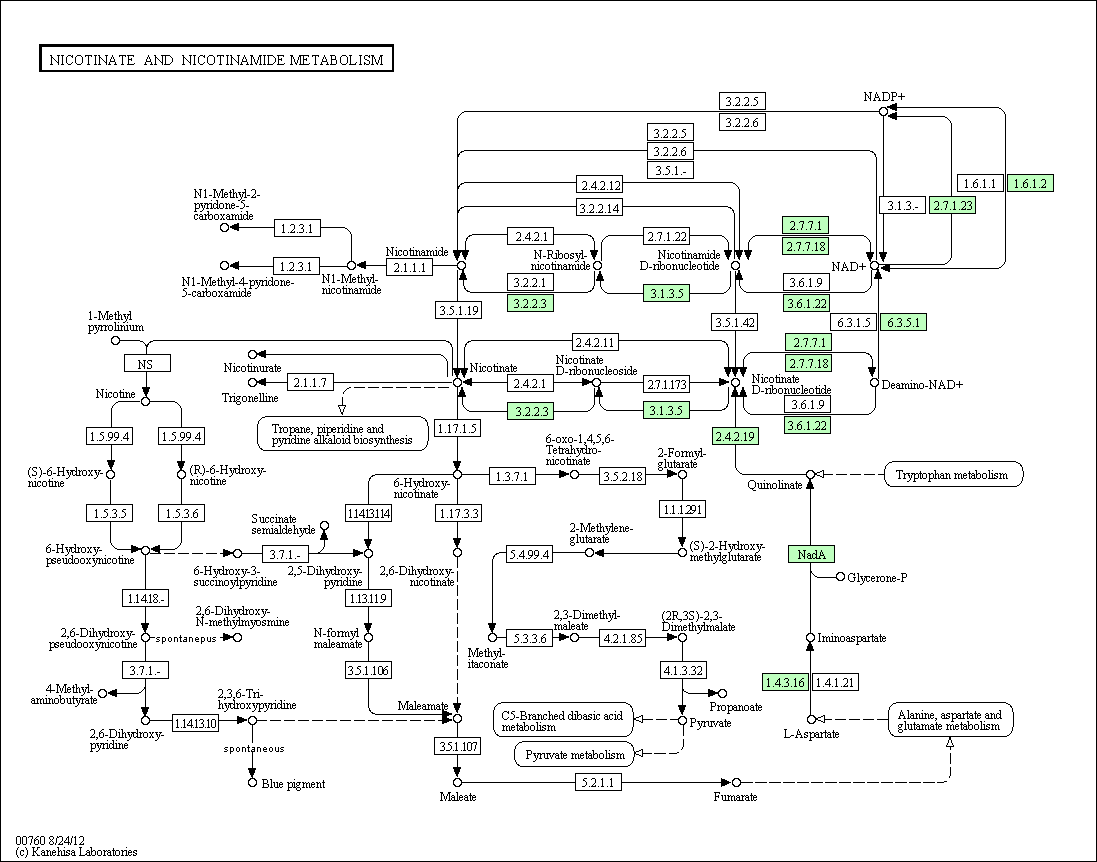 NICOTINATE AND NICOTINAMIDE METABOLISM
3.2.2.5
NADP+
3.2.2.6
3.2.2.5
3.2.2.6
3.5.1.-
2.4.2.12
1.6.1.1
1.6.1.2
N1-Methyl-2-
pyridone-5-
carboxamide
3.2.2.14
3.1.3.-
2.7.1.23
1.2.3.1
2.4.2.1
2.7.1.22
2.7.7.1
2.7.7.18
Nicotinamide
N-Ribosyl-
nicotinamide
Nicotinamide
D-ribonucleotide
NAD+
1.2.3.1
2.1.1.1
N1-Methyl-4-pyridone-
5-carboxamide
N1-Methyl-
nicotinamide
3.2.2.1
3.2.2.3
3.1.3.5
3.6.1.9
3.6.1.22
3.5.1.19
3.5.1.42
6.3.1.5
6.3.5.1
1-Methyl
pyrrolinium
2.4.2.11
2.7.7.1
2.7.7.18
NS
Nicotinurate
Nicotinate
Nicotinate
D-ribonucleoside
2.1.1.7
2.4.2.1
2.7.1.173
Nicotinate
D-ribonucleotide
Deamino-NAD+
Nicotine
Trigonelline
3.2.2.3
3.1.3.5
3.6.1.9
3.6.1.22
Tropane, piperidine and
pyridine alkaloid biosynthesis
1.17.1.5
2.4.2.19
1.5.99.4
1.5.99.4
6-oxo-1,4,5,6-
Tetrahydro-
nicotinate
2-Formyl-
glutarate
(S)-6-Hydroxy-
nicotine
(R)-6-Hydroxy-
nicotine
6-Hydroxy-
nicotinate
1.3.7.1
3.5.2.18
Quinolinate
Tryptophan metabolism
1.5.3.5
1.5.3.6
Succinate
semialdehyde
1.14.13.114
1.17.3.3
1.1.1.291
2-Methylene-
glutarate
6-Hydroxy-
pseudooxynicotine
3.7.1.-
5.4.99.4
(S)-2-Hydroxy-
methylglutarate
NadA
6-Hydroxy-3-
succinoylpyridine
2,5-Dihydroxy-
pyridine
2,6-Dihydroxy-
nicotinate
Glycerone-P
1.14.18.-
1.13.11.9
2,6-Dihydroxy-
N-methylmyosmine
2,6-Dihydroxy-
pseudooxynicotine
spontanepus
N-formyl
maleamate
2,3-Dimethyl-
maleate
(2R,3S)-2,3-
Dimethylmalate
5.3.3.6
4.2.1.85
Iminoaspartate
Methyl-
itaconate
3.7.1.-
3.5.1.106
4.1.3.32
1.4.3.16
1.4.1.21
4-Methyl-
aminobutyrate
2,3,6-Tri-
hydroxypyridine
Maleamate
Propanoate
1.14.13.10
C5-Branched dibasic acid
metabolism
Pyruvate
Alanine, aspartate and
glutamate metabolism
2,6-Dihydroxy-
pyridine
L-Aspartate
spontaneous
3.5.1.107
Pyruvate metabolism
Blue pigment
5.2.1.1
Maleate
Fumarate
00760 8/24/12
(c) Kanehisa Laboratories